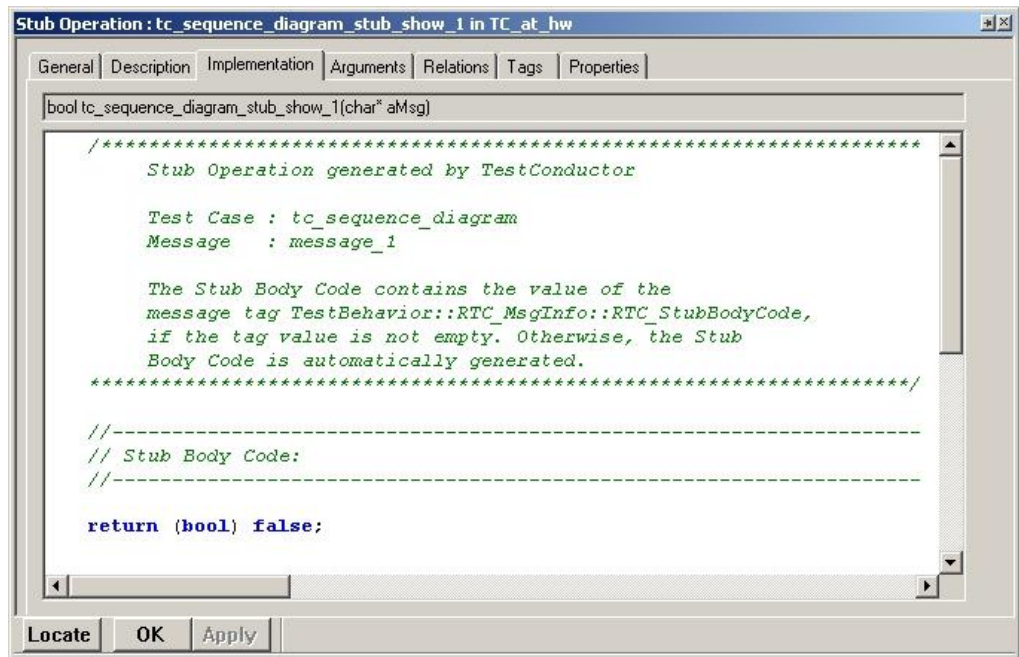 Stub Operation : tc_sequence_diagram_stub_show_1 in TC_at_hw
General Description Implementation Arguments Relations Tags Properties
bool tc_sequence_diagram_stub_show_1(char* aMsg)
/*********************************************************************
Stub Operation generated by TestConductor
Test Case : tc_sequence_diagram
Message : message_1
The Stub Body Code contains the value of the
message tag TestBehavior::RTC_MsgInfo::RTC_StubBodyCode,
if the tag value is not empty. Otherwise, the Stub
Body Code is automatically generated.
*********************************************************************/
//--------------------------------------------------------------------
// Stub Body Code:
//--------------------------------------------------------------------
return (bool) false;
Locate OK Apply